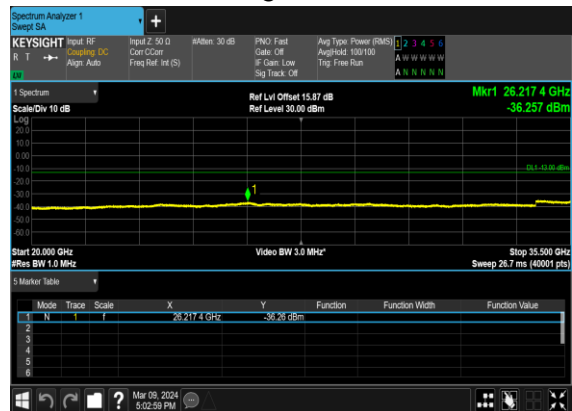 Spectrum Analyzer 1
Swept SA
+
KEYSIGHT Input: RF Input Z: 50 Ω #Atten: 30 dB PNO: Fast Avg Type: Power (RMS) 1 2 3 4 5 6
R T Coupling: DC Corr CCorr Gate: Off Avg|Hold: 100/100 A W W W W W
Align: Auto Freq Ref: Int (S) IF Gain: Low Trig: Free Run
LW Sig Track: Off A N N N N N
1 Spectrum Ref Lvl Offset 15.87 dB Mkr1 26.217 4 GHz
Scale/Div 10 dB Ref Level 30.00 dBm -36.257 dBm
Log
20.0
10.0
0.00
-10.0
DL1 -13.00 dBm
-20.0
1
-30.0
-40.0
-50.0
-60.0
Start 20.000 GHz Video BW 3.0 MHz* Stop 35.500 GHz
#Res BW 1.0 MHz Sweep 26.7 ms (40001 pts)
5 Marker Table
Mode Trace Scale X Y Function Function Width Function Value
1 N 1 f 26.217 4 GHz -36.26 dBm
2
3
4
5
6
? Mar 09, 2024
5:02:59 PM